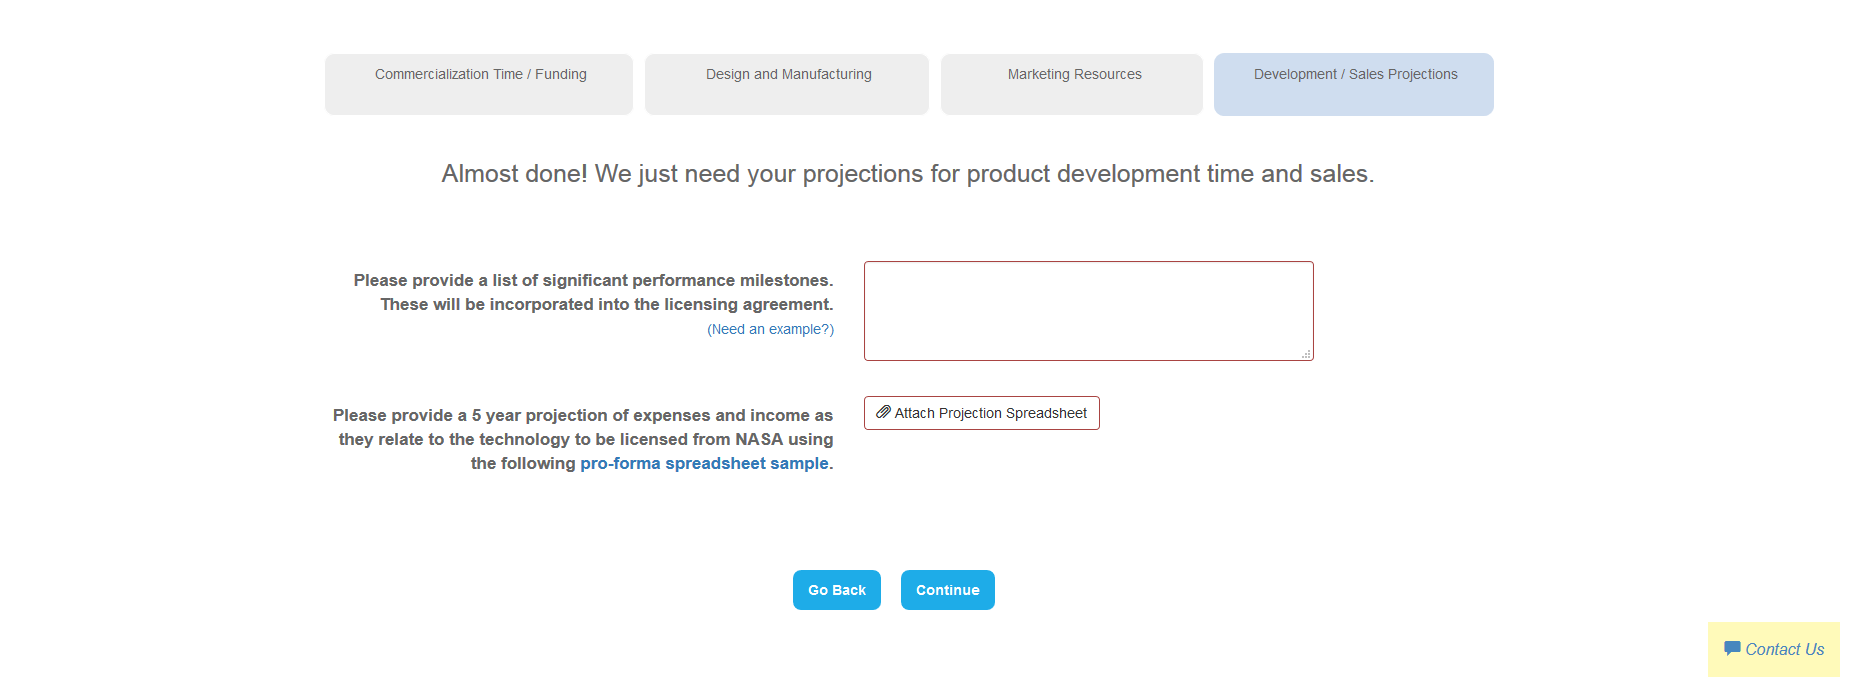 Commercialization Time / Funding
Design and Manufacturing
Marketing Resources
Development / Sales Projections
Almost done! We just need your projections for product development time and sales.
Please provide a list of significant performance milestones.
These will be incorporated into the licensing agreement.
(Need an example?)
Please provide a 5 year projection of expenses and income as
they relate to the technology to be licensed from NASA using
the following pro-forma spreadsheet sample.
Attach Projection Spreadsheet
Go Back
Continue
Contact Us